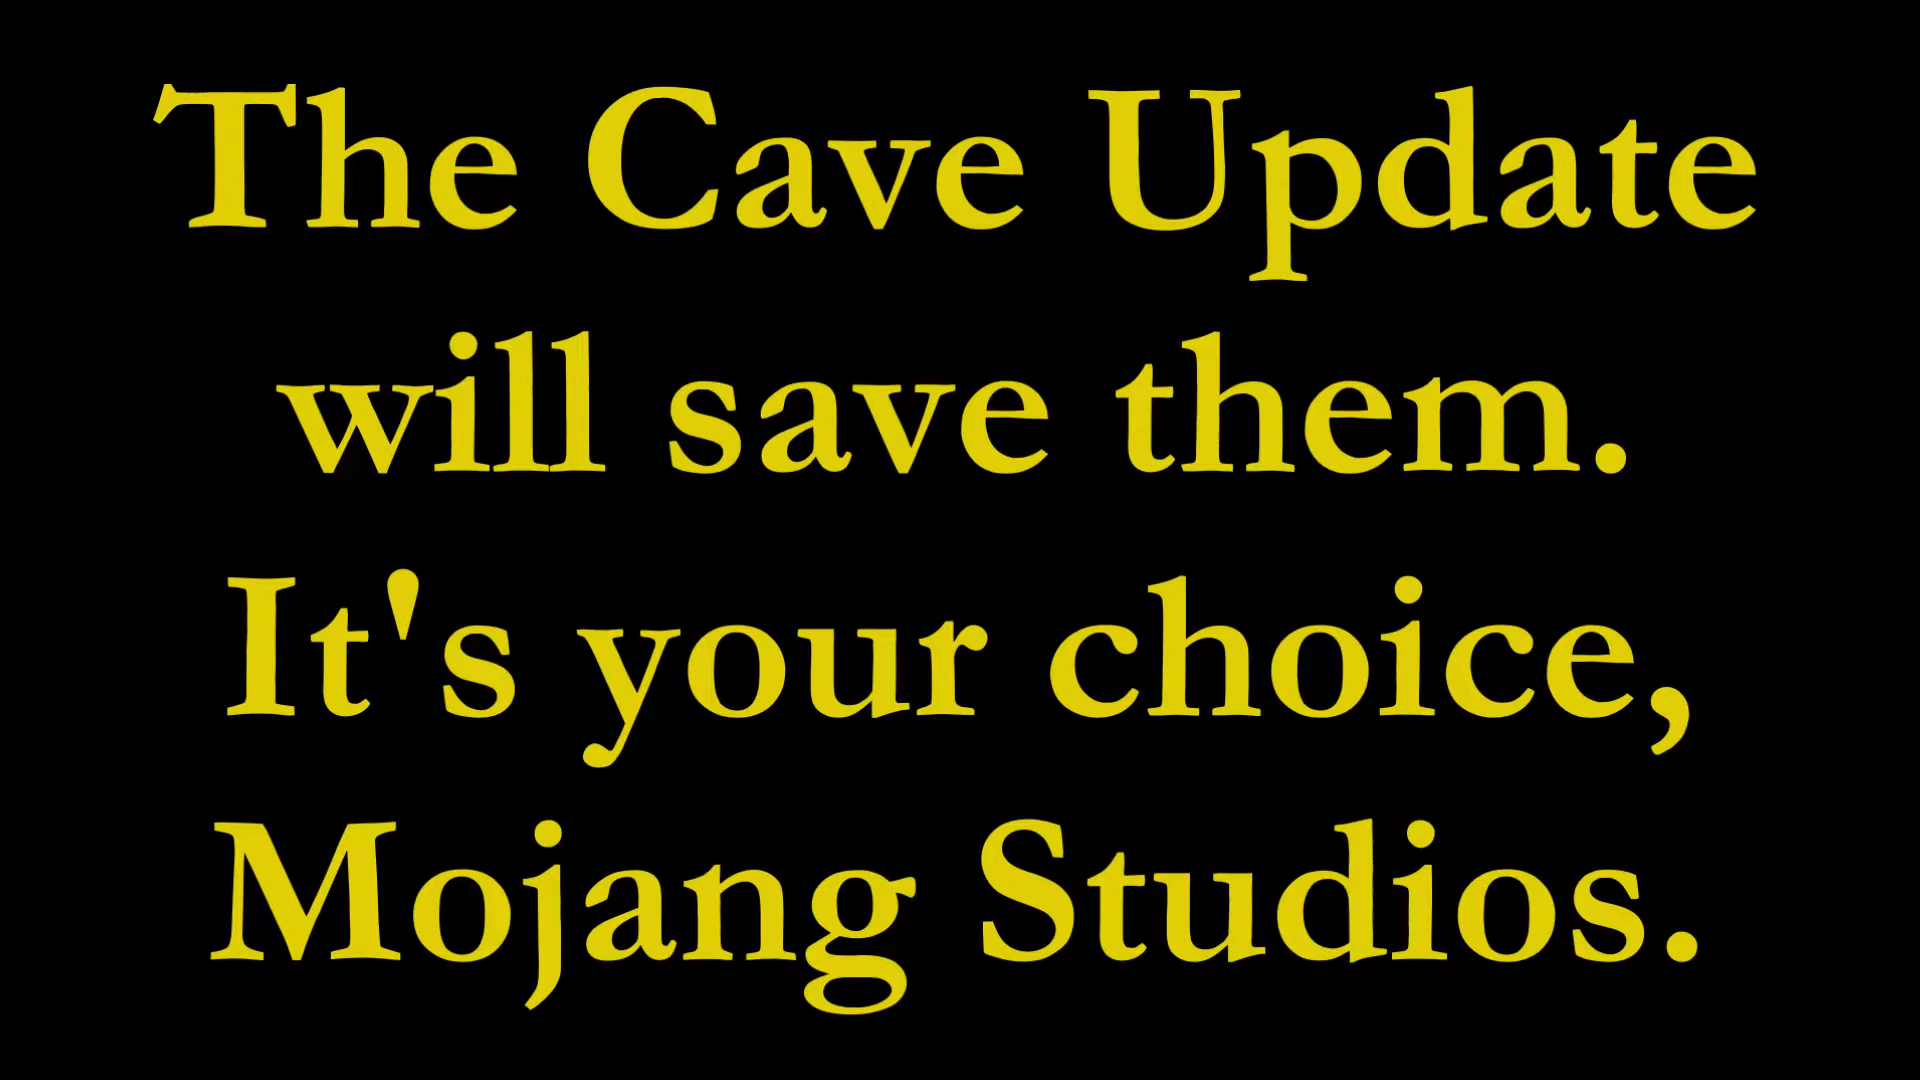 The Cave Update
will save them.
It's your choice,
Mojang Studios.